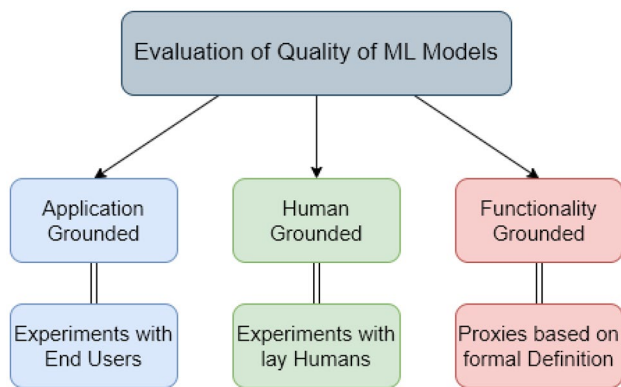 Evaluation of Quality of ML Models
Application
Grounded
Human
Grounded
Functionality
Grounded
Experiments with
End Users
Experiments with
lay Humans
Proxies based on
formal Definition